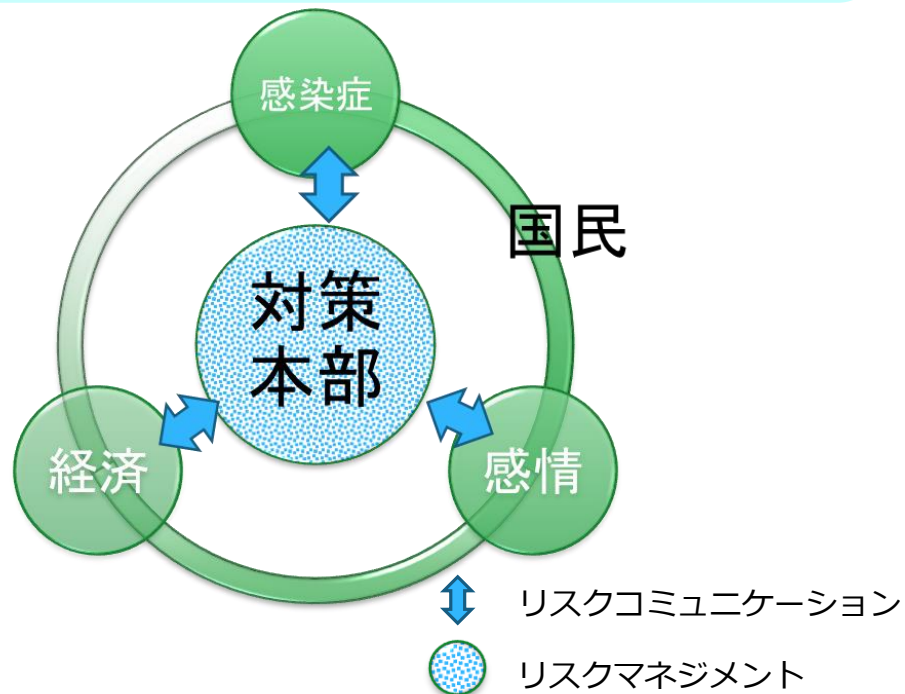 感染症
国民
対策
本部
経済
感情
リスクコミュニケーション
リスクマネジメント